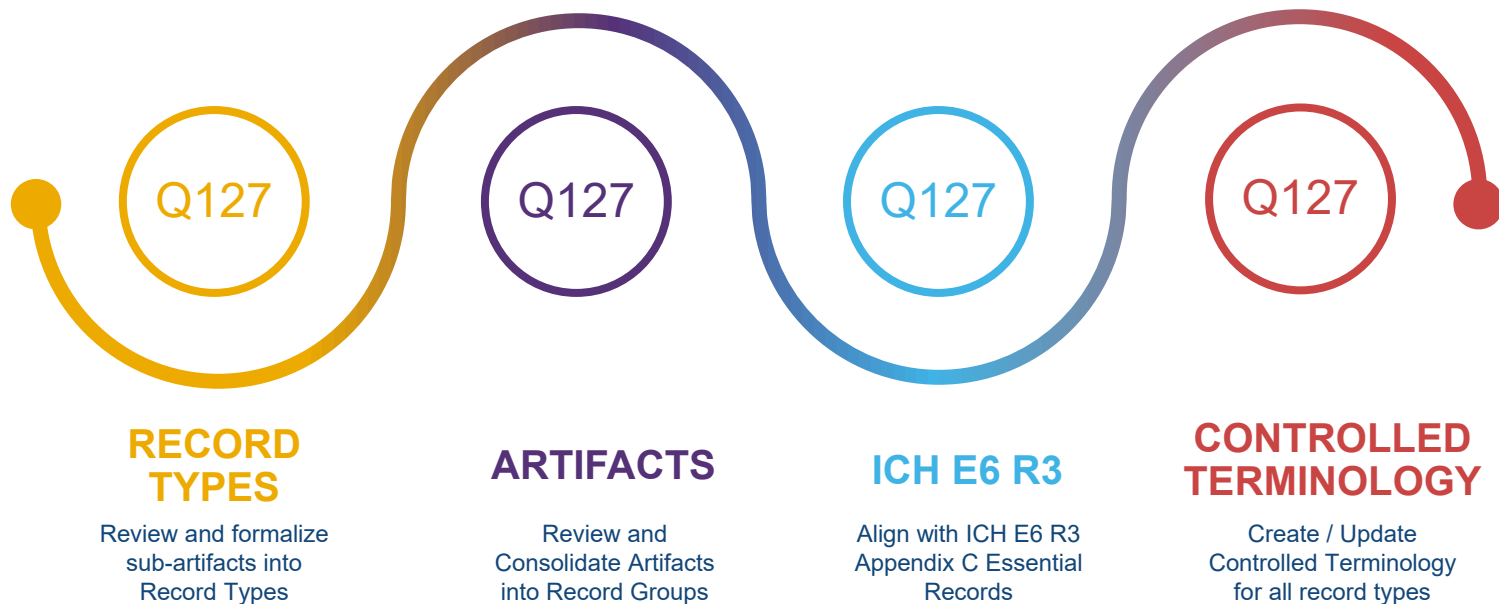 Q127
Q127
Q127
Q127
RECORD
TYPES
Review and formalize
sub-artifacts into
Record Types
ARTIFACTS
Review and
Consolidate Artifacts
into Record Groups
ICH E6 R3
Align with ICH E6 R3
Appendix C Essential
Records
CONTROLLED
TERMINOLOGY
Create / Update
Controlled Terminology
for all record types